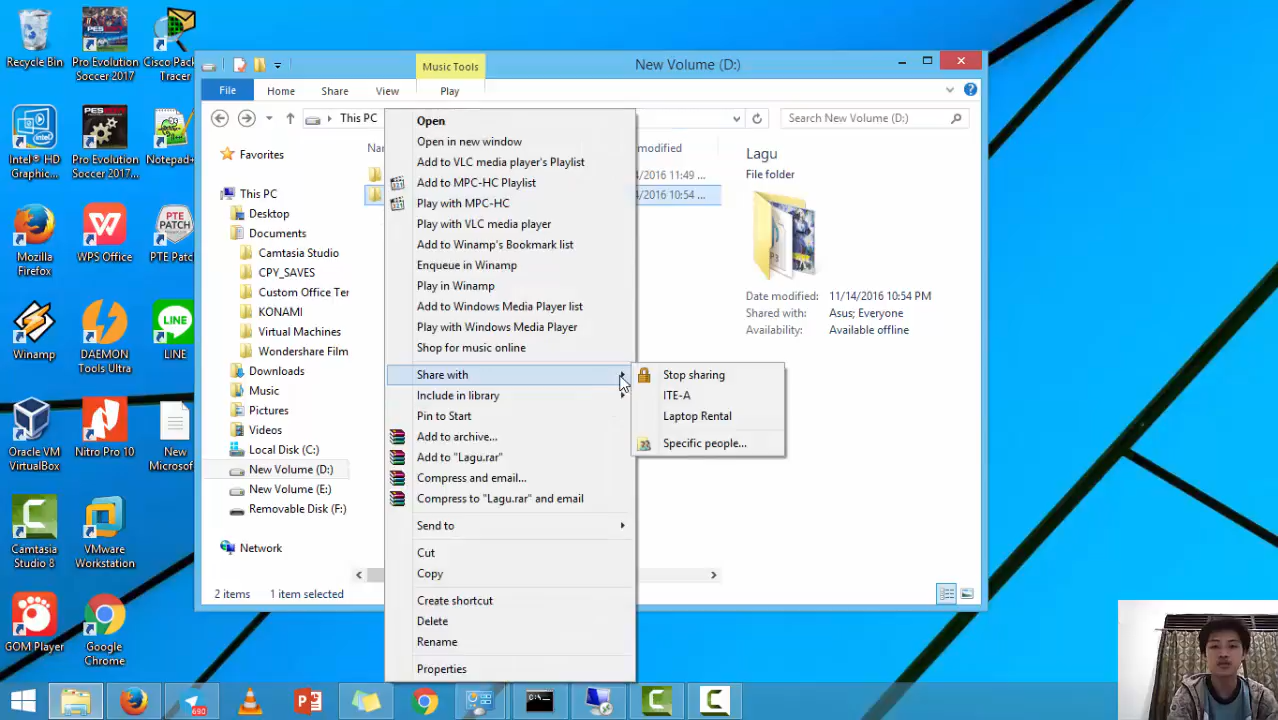 Recycle Bin
Pro Evolution Soccer 2017
Cisco Pack Tracer
Intel® HD Graphic...
Pro Evolution Soccer 2017...
Notepad+
Mozilla Firefox
WPS Office
PTE PATCH
PTE Patc
Winamp
DAEMON Tools Ultra
LINE
LINE
Oracle VM VirtualBox
Nitro Pro 10
New Microsof
Camtasia Studio 8
VMware Workstation
GOM Player
Google Chrome
Music Tools
New Volume (D:)
File
Home
Share
View
Play
This PC
Search New Volume (D:)
Favorites
This PC
Desktop
Documents
Camtasia Studio
CPY_SAVES
Custom Office Ter
KONAMI
Virtual Machines
Wondershare Film
Downloads
Music
Pictures
Videos
Local Disk (C:)
New Volume (D:)
New Volume (E:)
Removable Disk (F:)
Network
2 items
1 item selected
Na
modified
4/2016 11:49 ...
4/2016 10:54 ...
Open
Open in new window
Add to VLC media player's Playlist
Add to MPC-HC Playlist
Play with MPC-HC
Play with VLC media player
Add to Winamp's Bookmark list
Enqueue in Winamp
Play in Winamp
Add to Windows Media Player list
Play with Windows Media Player
Shop for music online
Share with
Include in library
Pin to Start
Add to archive...
Add to "Lagu.rar"
Compress and email...
Compress to "Lagu.rar" and email
Send to
Cut
Copy
Create shortcut
Delete
Rename
Properties
Stop sharing
ITE-A
Laptop Rental
Specific people...
Lagu
File folder
Date modified: 11/14/2016 10:54 PM
Shared with: Asus; Everyone
Availability: Available offline
690